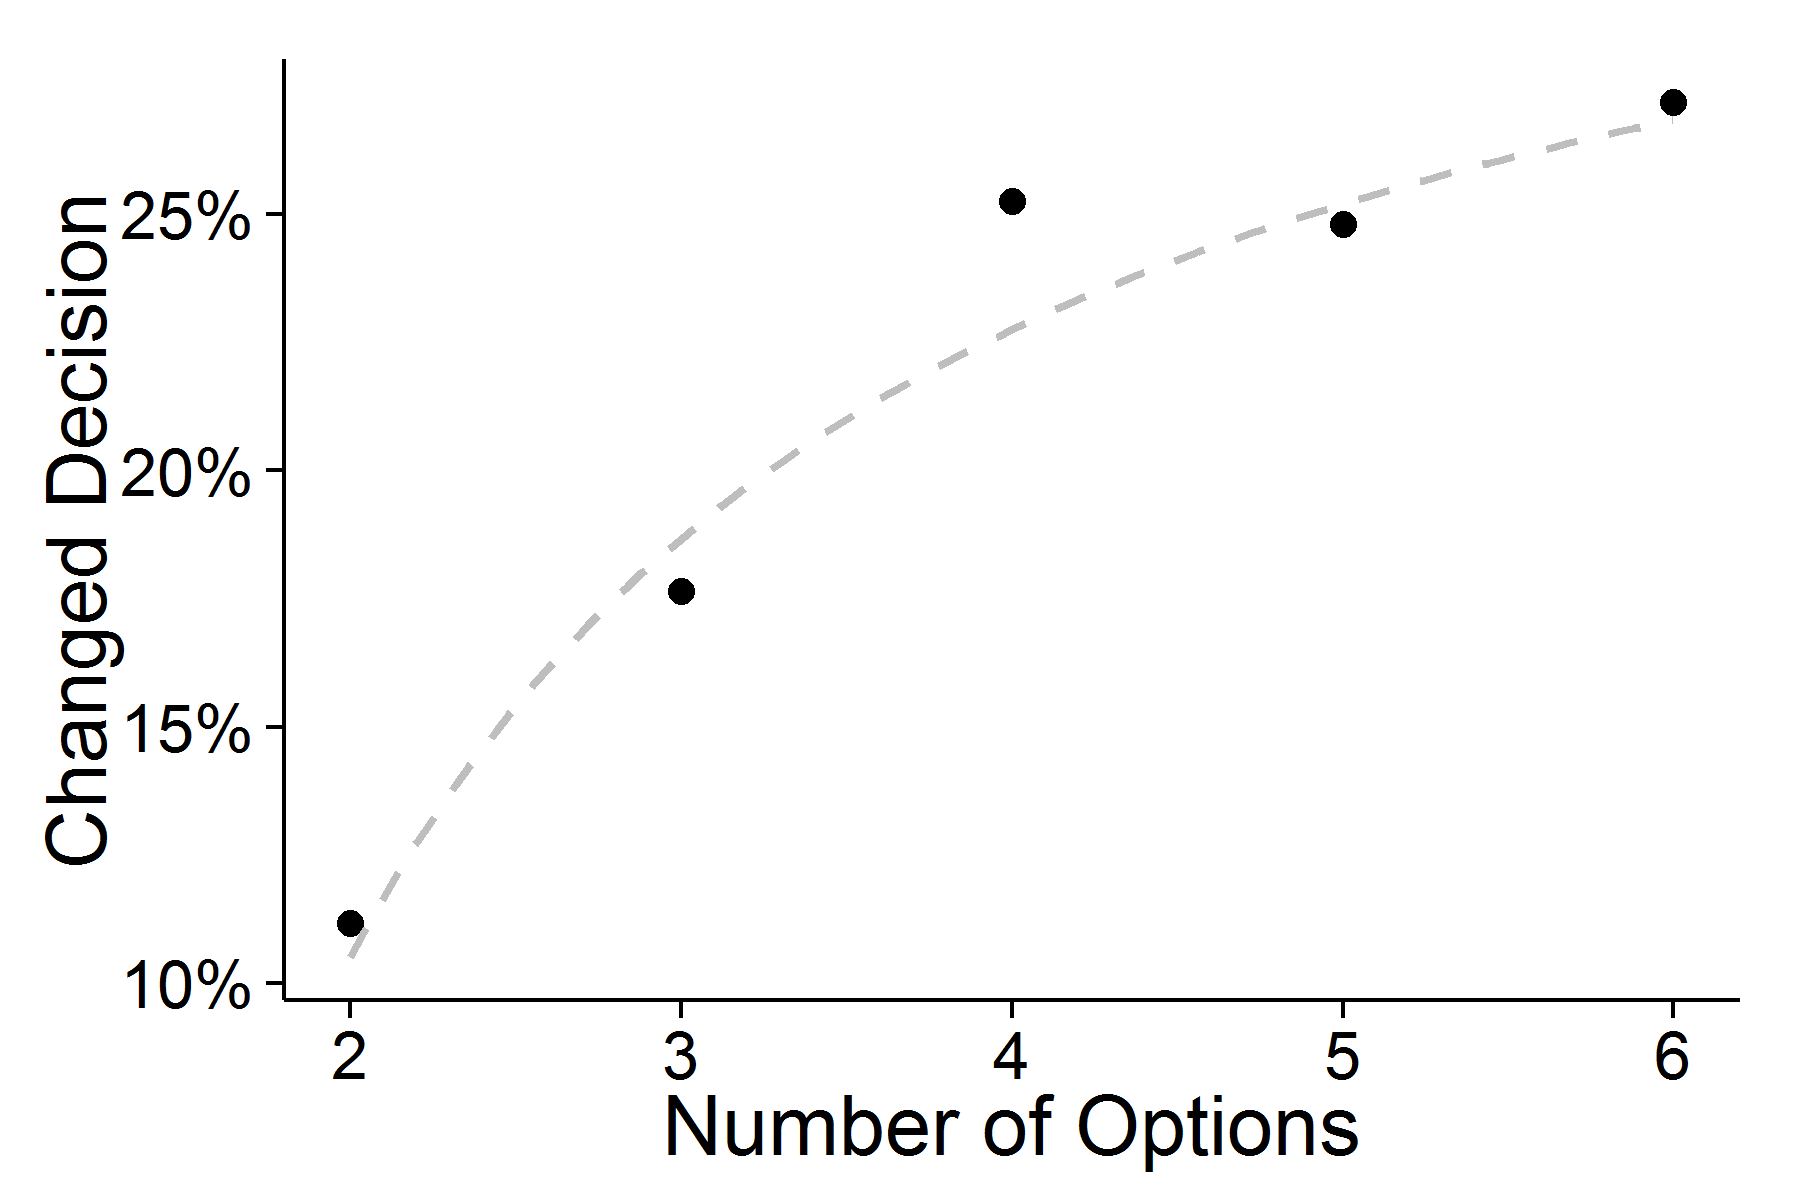 Changed Decision
25%
20%
15%
10%
2 3 4 5 6
Number of Options